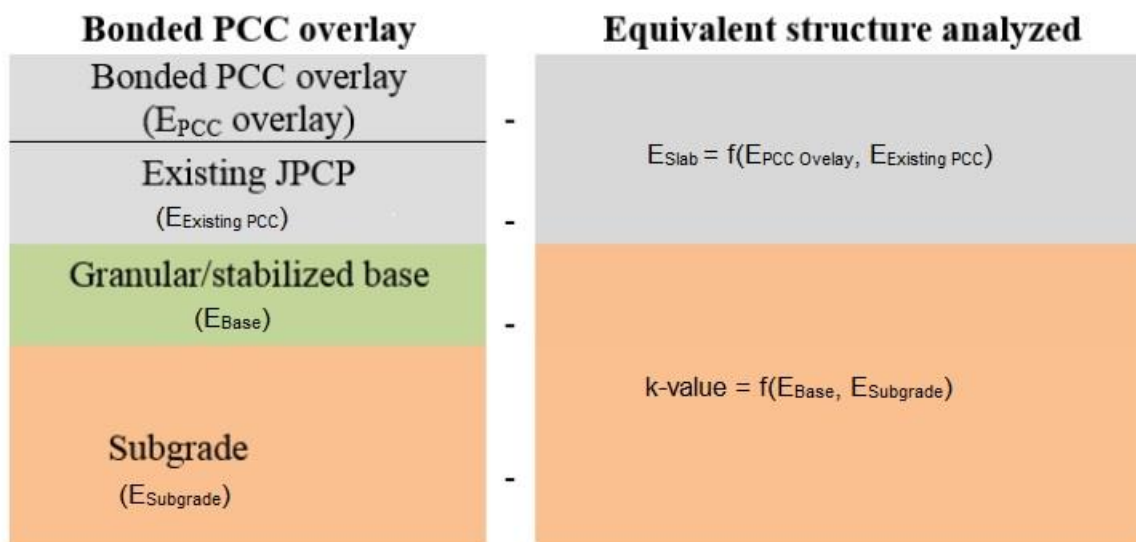 Bonded PCC overlay
Bonded PCC overlay
(EPCC overlay)
Existing JPCP
(EExisting PCC)
Granular/stabilized base
(EBase)
Subgrade
(ESubgrade)
-
-
-
-
Equivalent structure analyzed
ESlab = f(EPCC Ovelay, EExisting PCC)
k-value = f(EBase, ESubgrade)